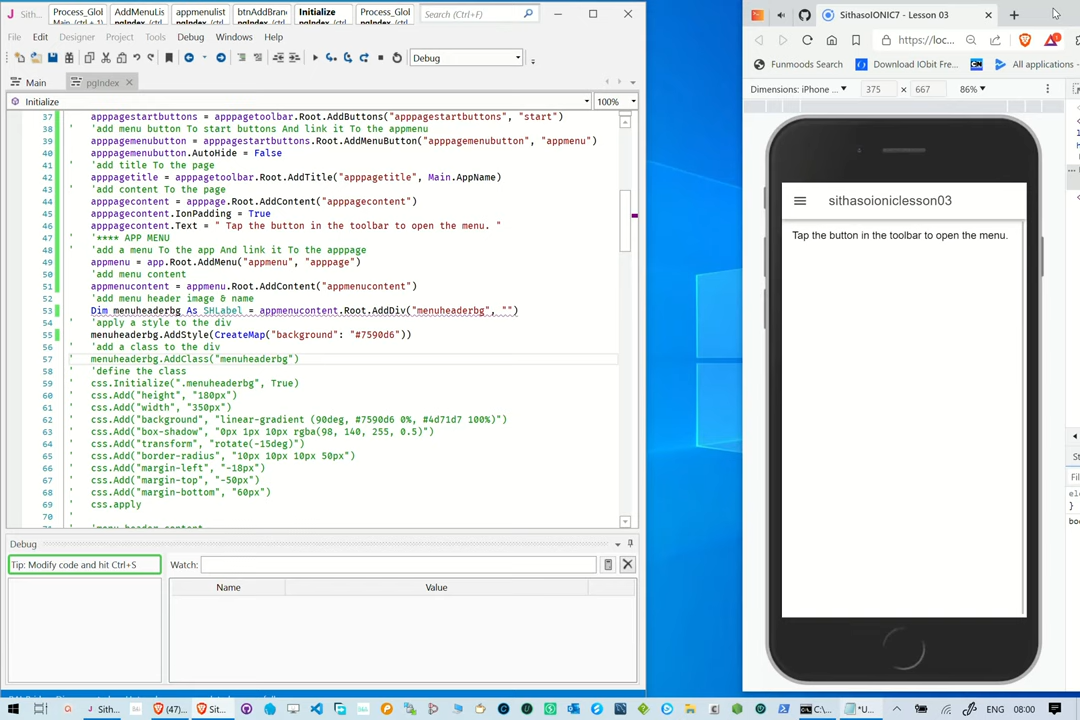 Sith...
Process_Glol
pgIndex
AddMenuLis
pgIndex
appmenulist
pgIndex
btnAddBran
pgIndex
Initialize
pgIndex
Process_Glol
pgIndex
Search (Ctrl+F)
File Edit Designer Project Tools Debug Windows Help
Debug
Main
pgIndex
Initialize
100%
37 apppagestartbuttons = apppagetoolbar.Root.AddButtons("apppagestartbuttons", "start")
38 ' 'add menu button To start buttons And link it To the appmenu
39 apppagemenubutton = apppagestartbuttons.Root.AddMenuButton("apppagemenubutton", "appmenu")
40 apppagemenubutton.AutoHide = False
41 ' 'add title To the page
42 apppagetitle = apppagetoolbar.Root.AddTitle("apppagetitle", Main.AppName)
43 ' 'add content To the page
44 apppagecontent = apppage.Root.AddContent("apppagecontent")
45 apppagecontent.IonPadding = True
46 apppagecontent.Text = " Tap the button in the toolbar to open the menu. "
47 ' '**** APP MENU
48 ' 'add a menu To the app And link it To the apppage
49 appmenu = app.Root.AddMenu("appmenu", "apppage")
50 ' 'add menu content
51 appmenucontent = appmenu.Root.AddContent("appmenucontent")
52 ' 'add menu header image & name
53 Dim menuheaderbg As SHLabel = appmenucontent.Root.AddDiv("menuheaderbg", "")
54 ' 'apply a style to the div
55 menuheaderbg.AddStyle(CreateMap("background": "#7590d6"))
56 ' 'add a class to the div
57 ' menuheaderbg.AddClass("menuheaderbg")
58 ' 'define the class
59 ' css.Initialize(".menuheaderbg", True)
60 ' css.Add("height", "180px")
61 ' css.Add("width", "350px")
62 ' css.Add("background", "linear-gradient (90deg, #7590d6 0%, #4d71d7 100%)")
63 ' css.Add("box-shadow", "0px 1px 10px rgba(98, 140, 255, 0.5)")
64 ' css.Add("transform", "rotate(-15deg)")
65 ' css.Add("border-radius", "10px 10px 10px 50px")
66 ' css.Add("margin-left", "-18px")
67 ' css.Add("margin-top", "-50px")
68 ' css.Add("margin-bottom", "60px")
69 ' css.apply
70 '
Debug
Tip: Modify code and hit Ctrl+S
Watch:
Name Value
SithasoIONIC7 - Lesson 03
https://loc...
Funmoods Search Download IObit Fre... All applications
Dimensions: iPhone ... 375 × 667 86%
sithasoioniclesson03
Tap the button in the toolbar to open the menu.
Sith... (47)... Sit... C:\... *U...
ENG 08:00